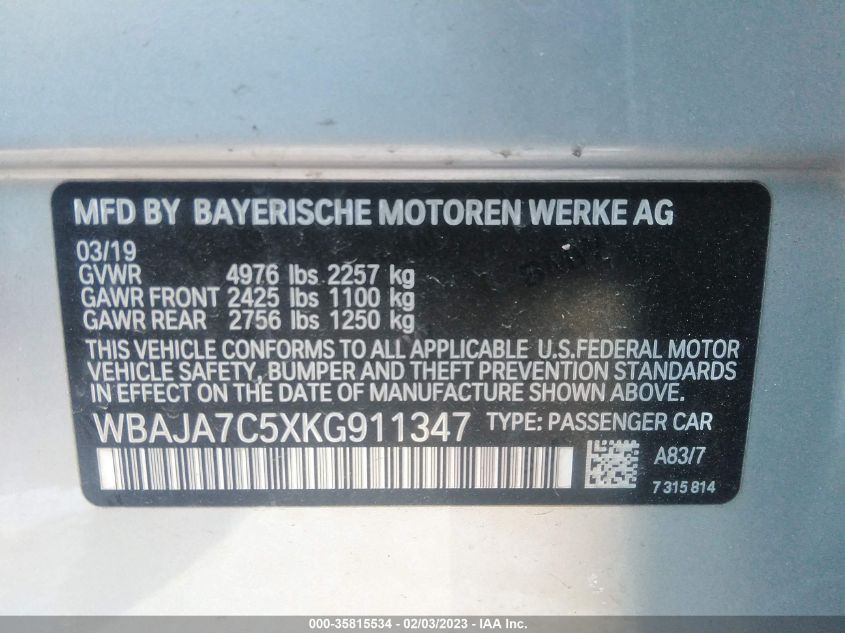 MFD BY BAYERISCHE MOTOREN WERKE AG
03/19
GVWR 4976 lbs 2257 kg
GAWR FRONT 2425 lbs 1100 kg
GAWR REAR 2756 lbs 1250 kg
THIS VEHICLE CONFORMS TO ALL APPLICABLE U.S.FEDERAL MOTOR
VEHICLE SAFETY, BUMPER AND THEFT PREVENTION STANDARDS
IN EFFECT ON THE DATE OF MANUFACTURE SHOWN ABOVE.
WBAJA7C5XKG911347 TYPE: PASSENGER CAR
A83/7
7 315 814
000-35815534 - 02/03/2023 - IAA Inc.